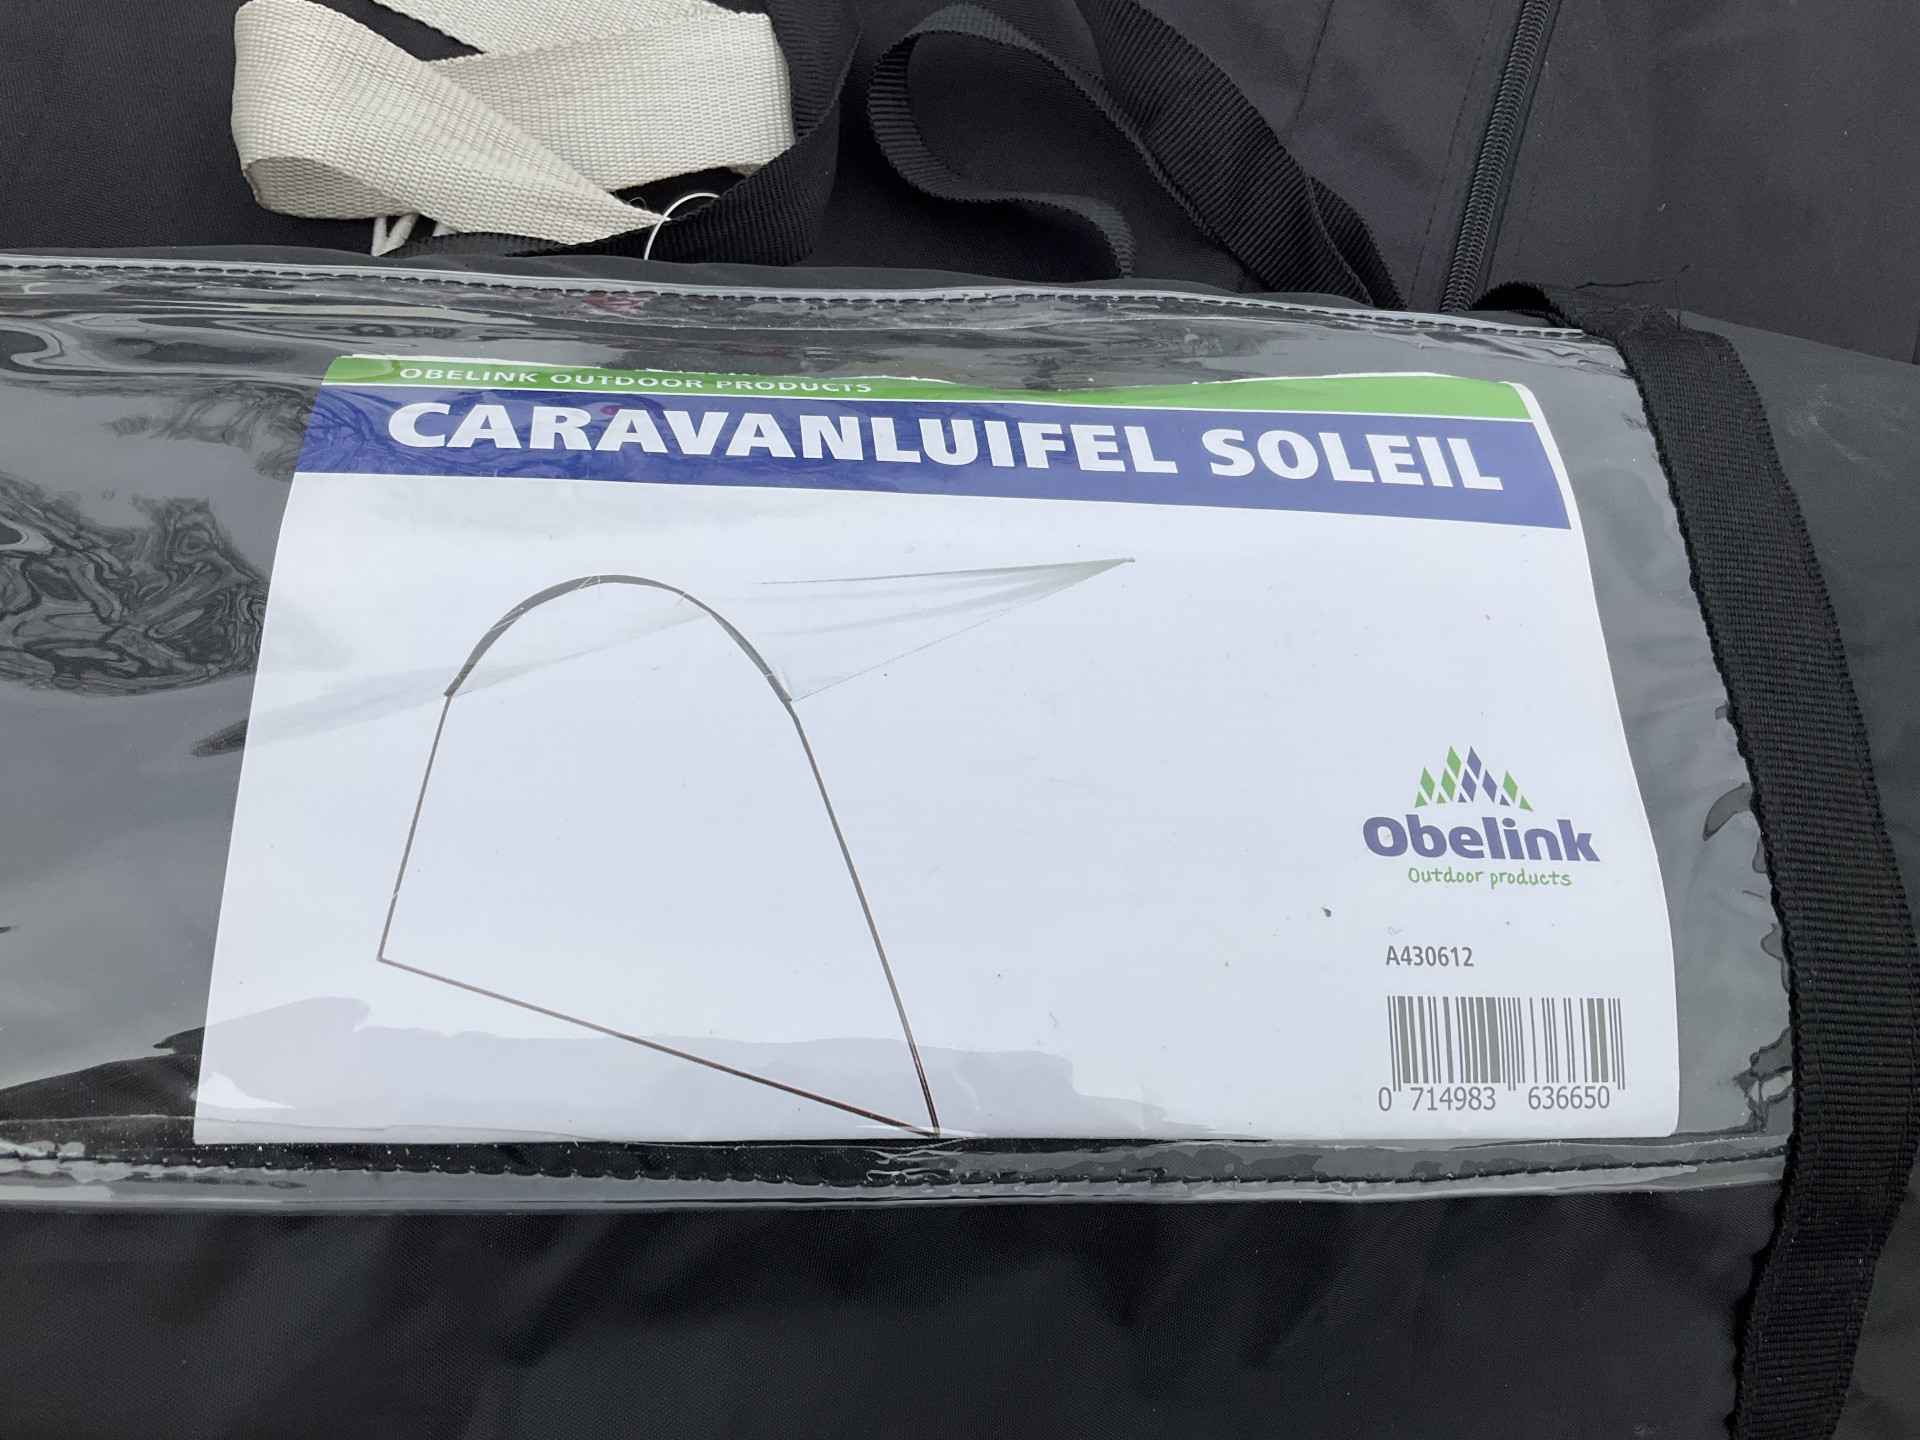 OBELINK OUTDOOR PRODUCTS
CARAVANLUIFEL SOLEIL
Obelink
Outdoor products
A430612
0 714983 636650